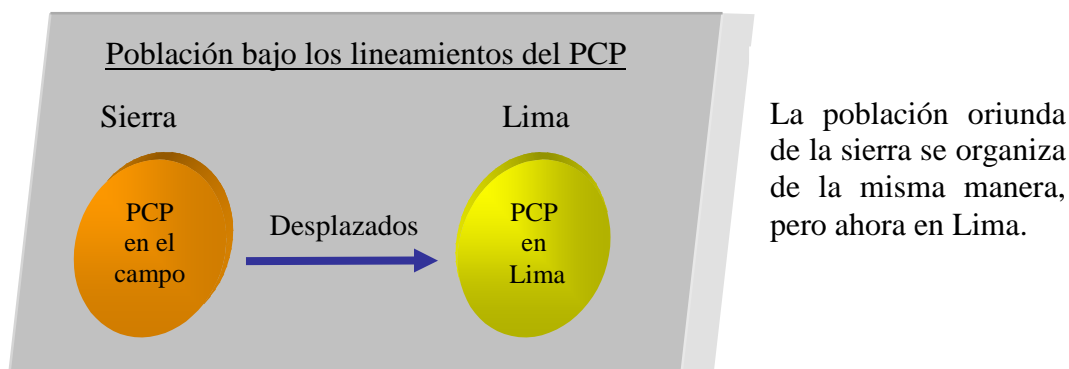 Población bajo los lineamientos del PCP
Sierra
Lima
PCP
en el
campo
Desplazados
PCP
en
Lima
La población oriunda
de la sierra se organiza
de la misma manera,
pero ahora en Lima.